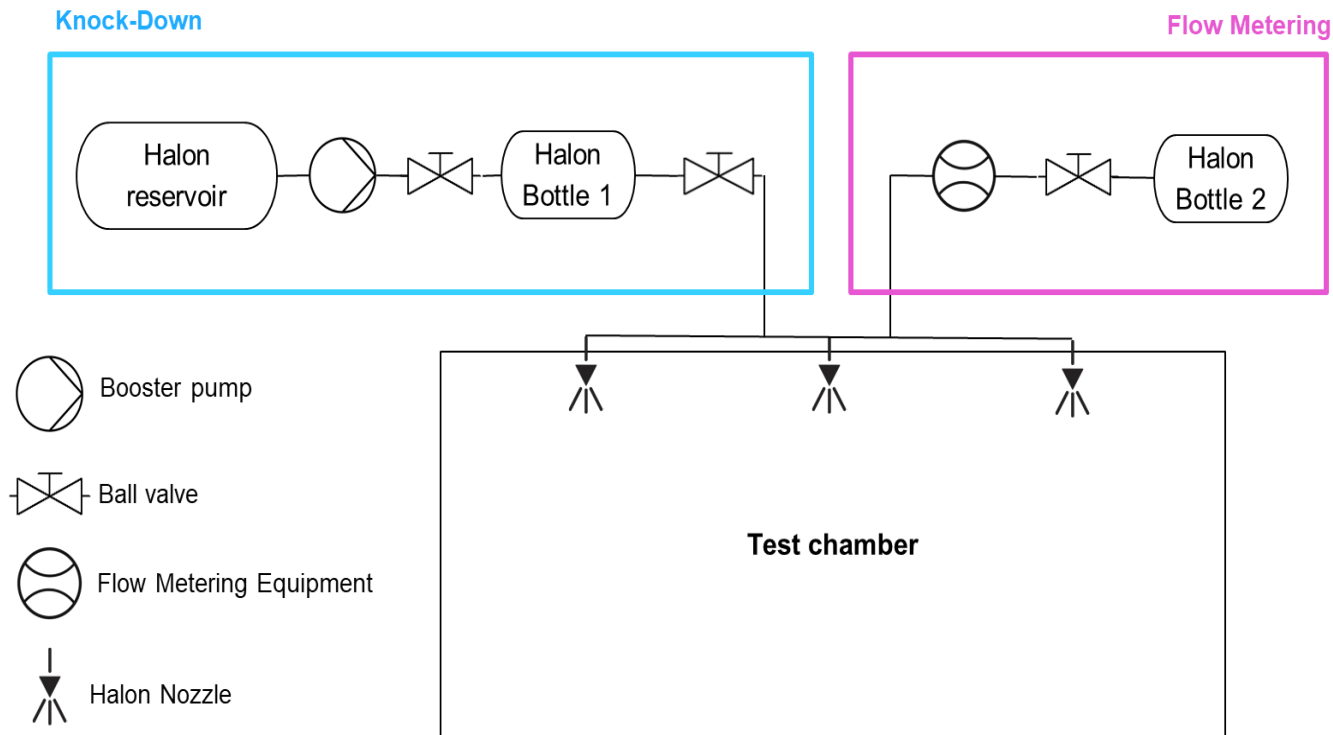 Knock-Down
Flow Metering
Halon
reservoir
Halon
Bottle 1
Halon
Bottle 2
Booster pump
Ball valve
Flow Metering Equipment
Halon Nozzle
Test chamber